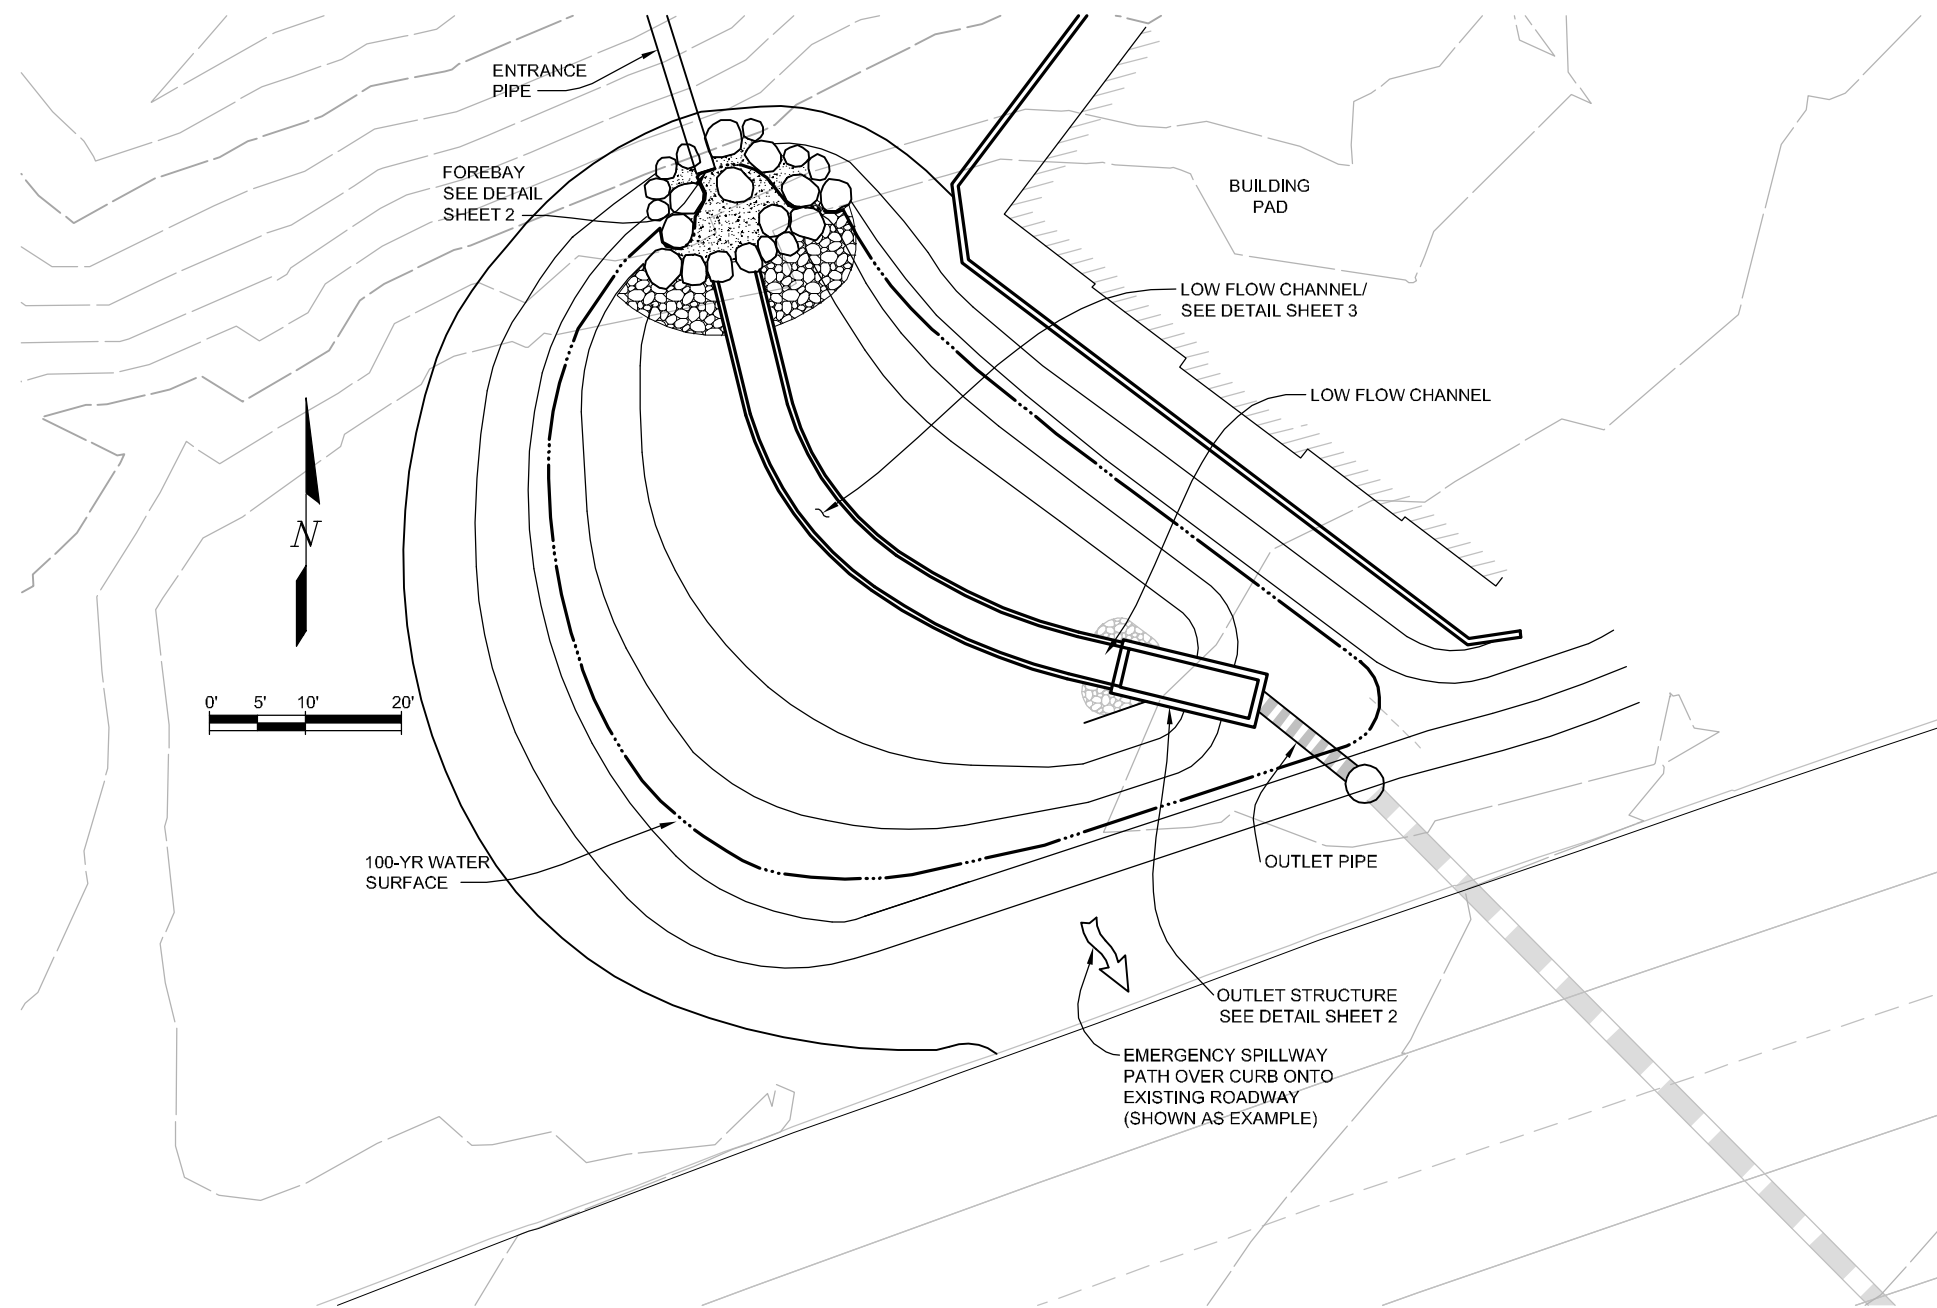 ENTRANCE
PIPE
FOREBAY
SEE DETAIL
SHEET 2
BUILDING
PAD
LOW FLOW CHANNEL/
SEE DETAIL SHEET 3
LOW FLOW CHANNEL
N
0' 5' 10' 20'
100-YR WATER
SURFACE
OUTLET PIPE
OUTLET STRUCTURE
SEE DETAIL SHEET 2
EMERGENCY SPILLWAY
PATH OVER CURB ONTO
EXISTING ROADWAY
(SHOWN AS EXAMPLE)